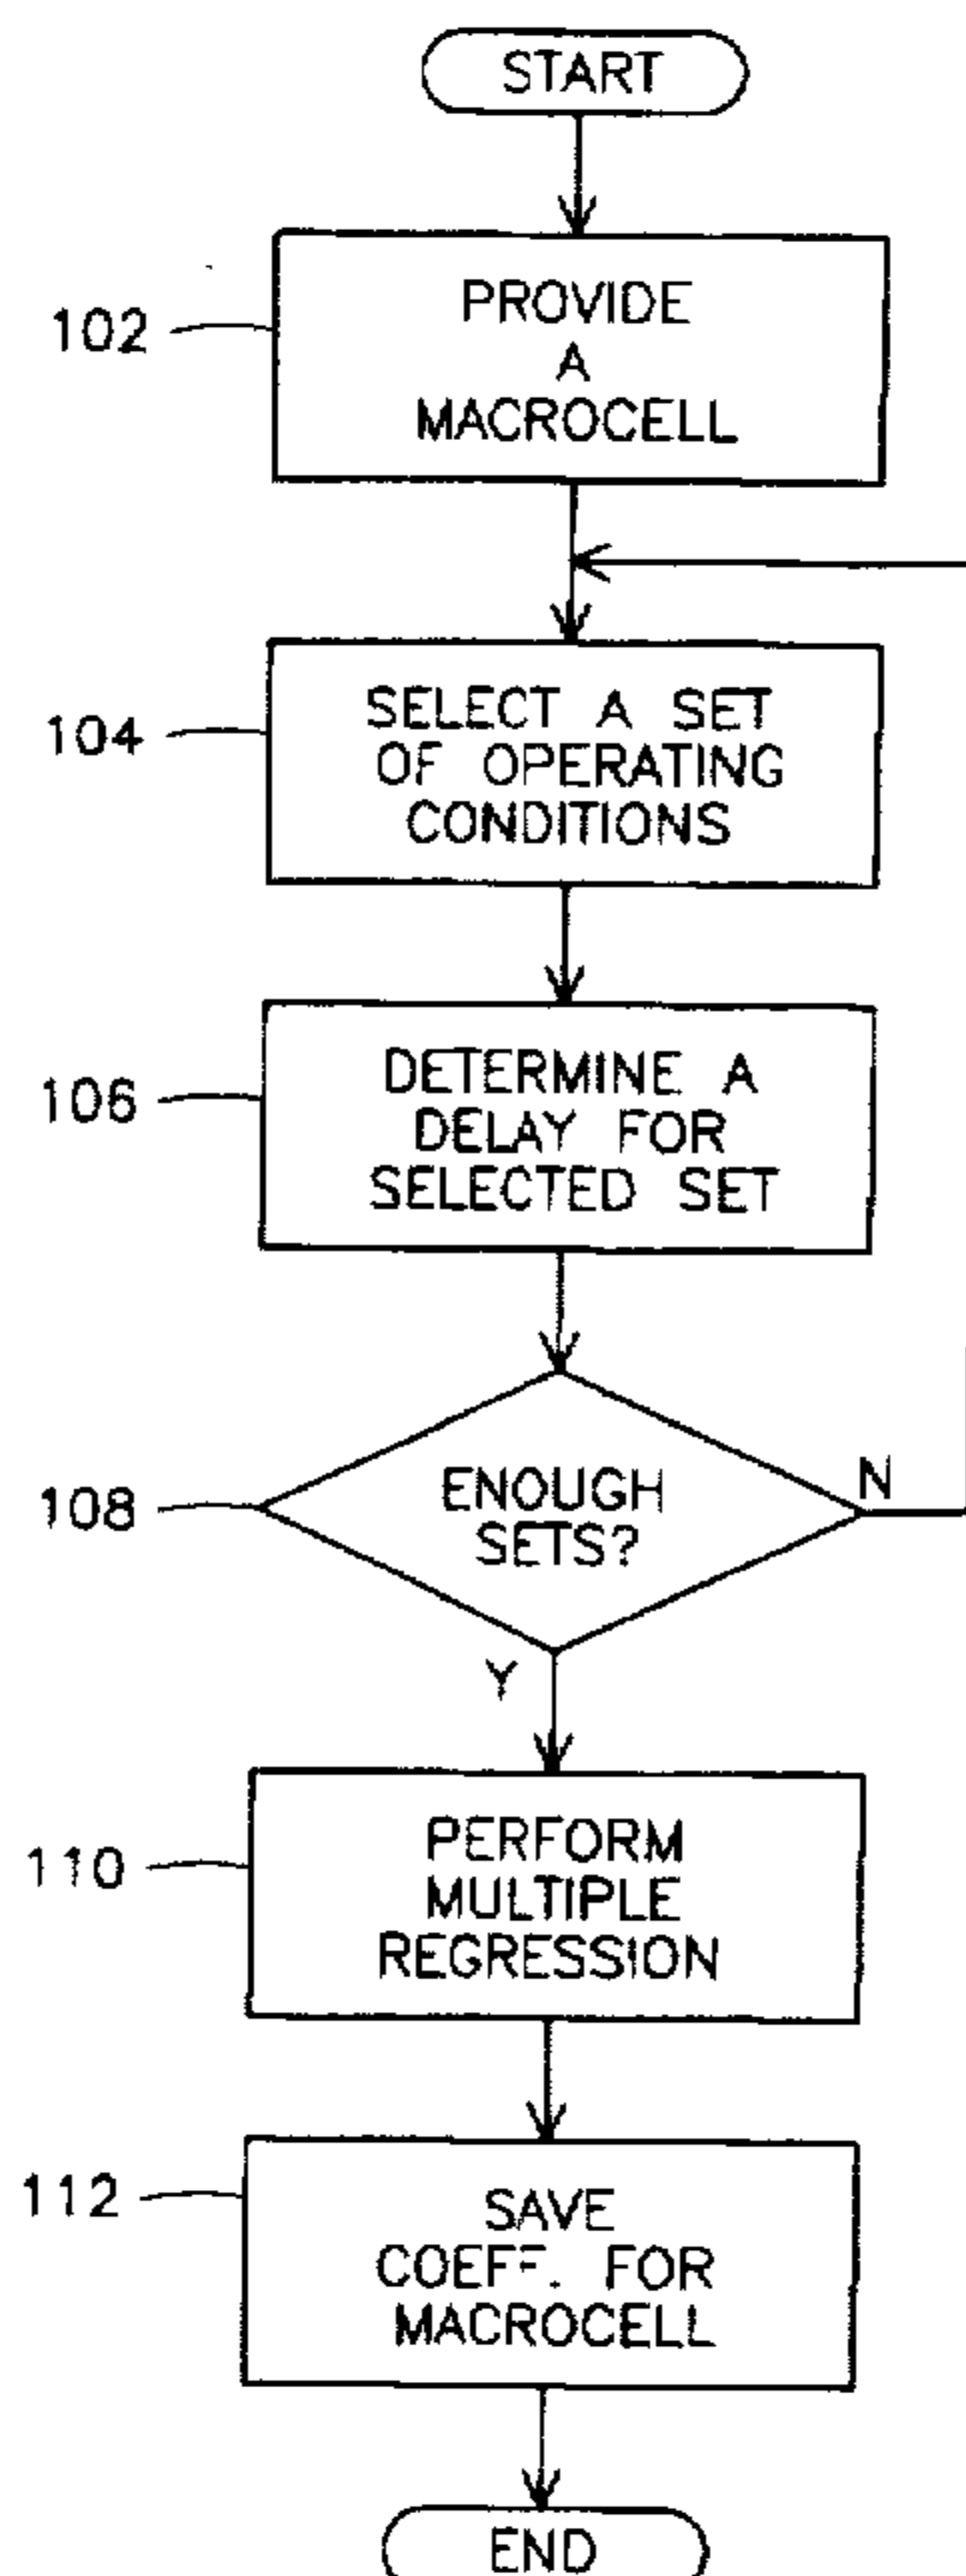 START
102
PROVIDE
A
MACROCELL
104
SELECT A SET
OF OPERATING
CONDITIONS
106
DETERMINE A
DELAY FOR
SELECTED SET
108
ENOUGH
SETS?
N
Y
110
PERFORM
MULTIPLE
REGRESSION
112
SAVE
COEFF. FOR
MACROCELL
END